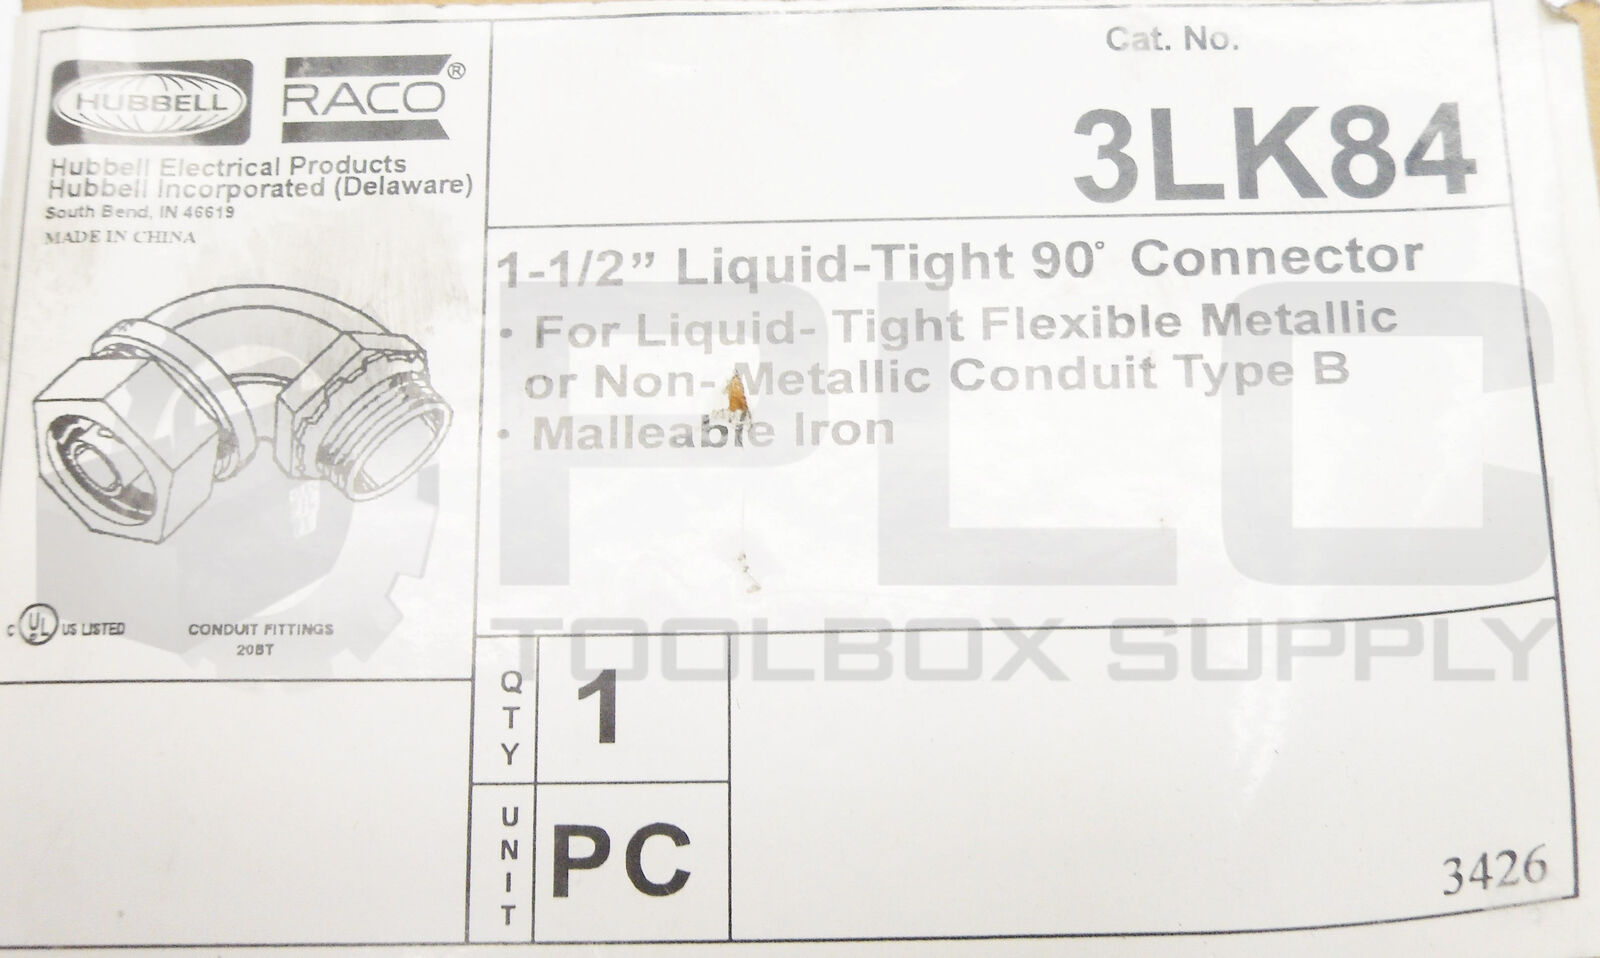 HUBBELL RACO®
Hubbell Electrical Products
Hubbell Incorporated (Delaware)
South Bend, IN 46619
MADE IN CHINA
C UL US LISTED
CONDUIT FITTINGS
20BT
Cat. No.
3LK84
1-1/2” Liquid-Tight 90° Connector
• For Liquid- Tight Flexible Metallic
or Non- Metallic Conduit Type B
• Malleable Iron
QTY 1
UNIT PC
3426
PLC
TOOLBOX SUPPLY